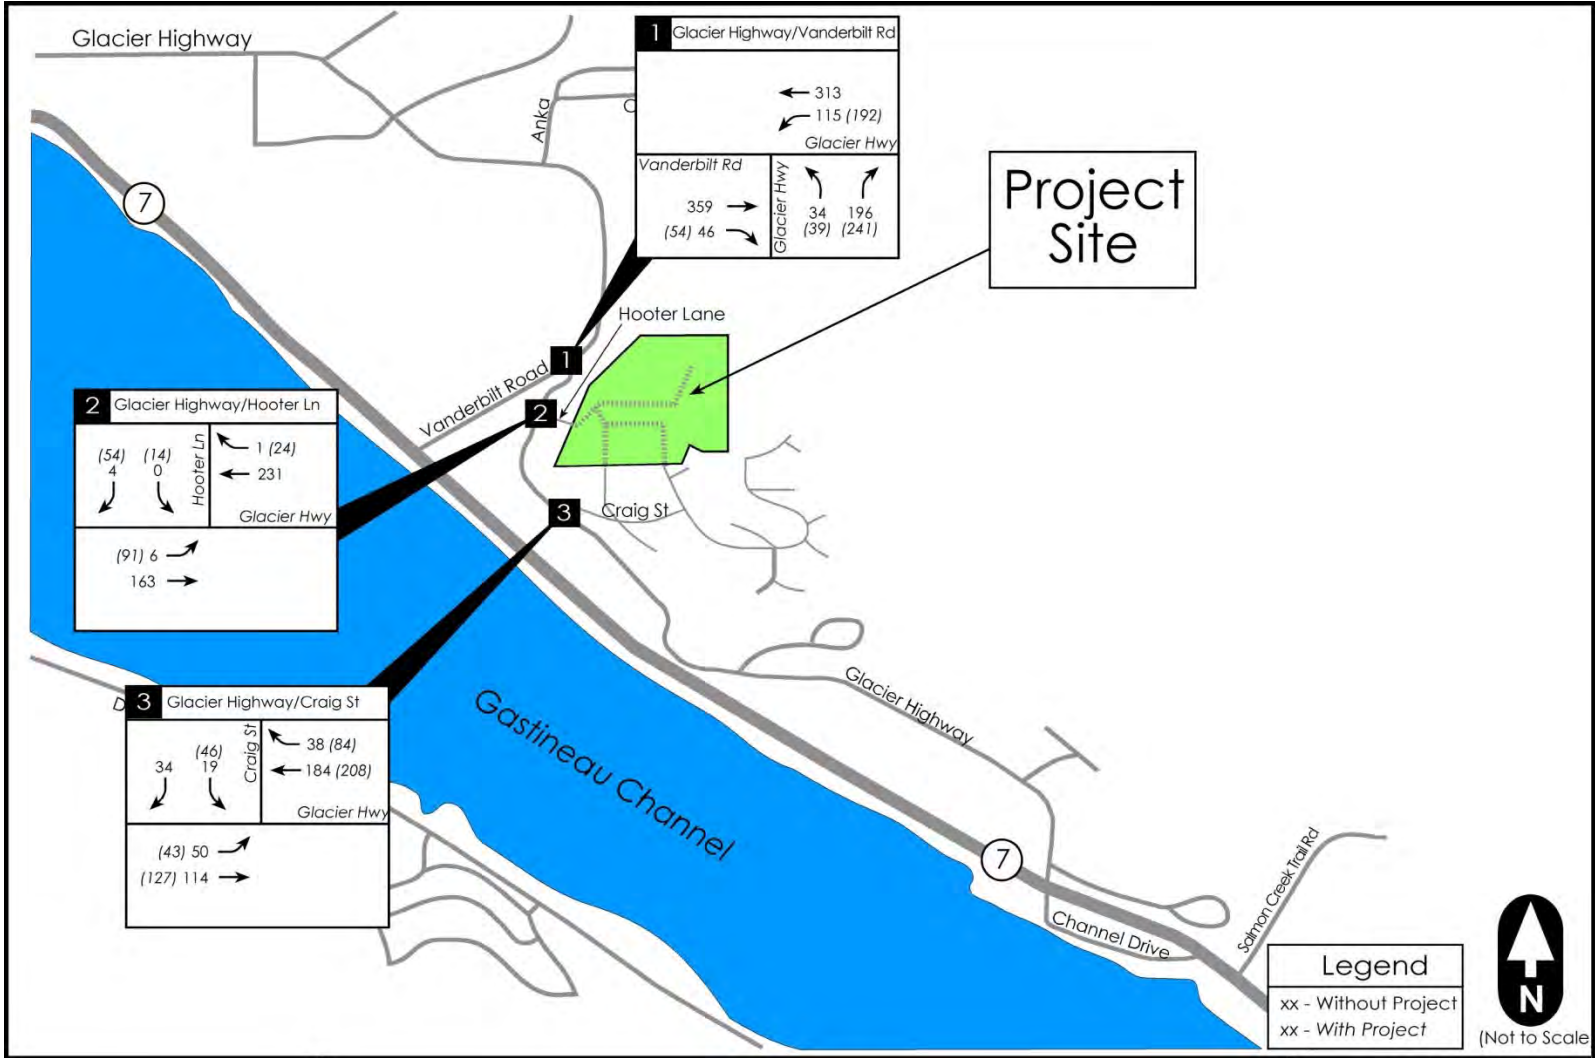 Glacier Highway
1 Glacier Highway/Vanderbilt Rd
313
115 (192)
Glacier Hwy
Vanderbilt Rd
359
(54) 46
Glacier Hwy
34 196
(39) (241)
Anka
7
Project
Site
Hooter Lane
1
Vanderbilt Road
2
2 Glacier Highway/Hooter Ln
(54) (14)
4 0
Hooter Ln
1 (24)
231
Glacier Hwy
(91) 6
163
3
Craig St
3 Glacier Highway/Craig St
(46)
34 19
Craig St
38 (84)
184 (208)
Glacier Hwy
(43) 50
(127) 114
Gastineau Channel
Glacier Highway
7
Channel Drive
Salmon Creek Trail Rd
Legend
xx - Without Project
xx - With Project
N
(Not to Scale